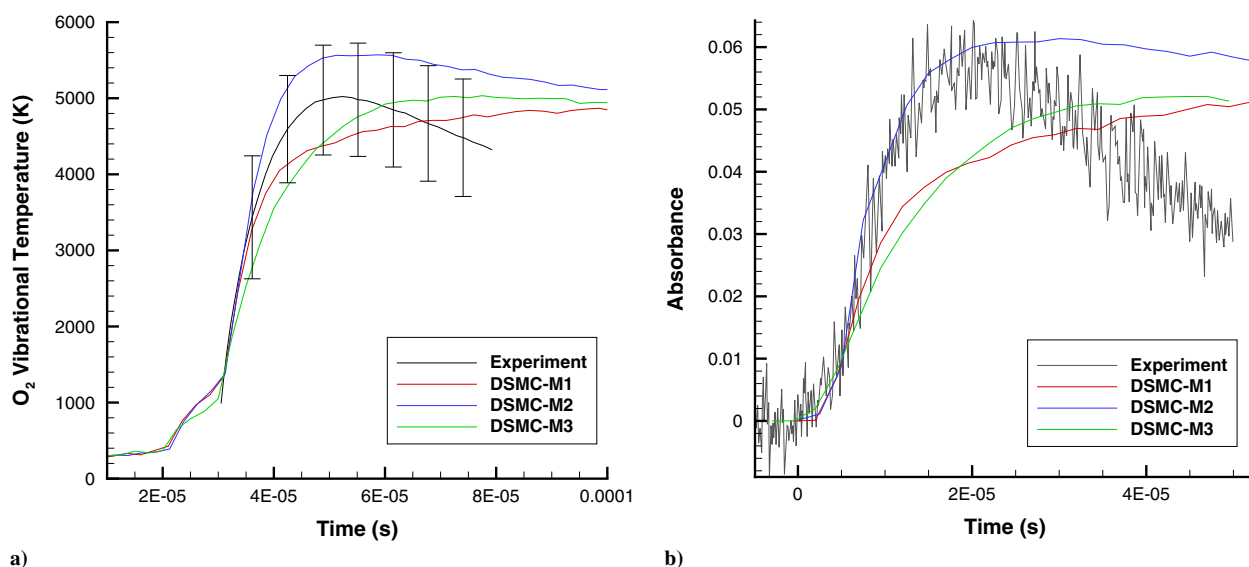 6000
5000
4000
3000
2000
1000
0
O2 Vibrational Temperature (K)
Experiment
DSMC-M1
DSMC-M2
DSMC-M3
2E-05
4E-05
6E-05
8E-05
0.0001
Time (s)
a)
0.06
0.05
0.04
0.03
0.02
0.01
0
Absorbance
Experiment
DSMC-M1
DSMC-M2
DSMC-M3
0
2E-05
4E-05
Time (s)
b)